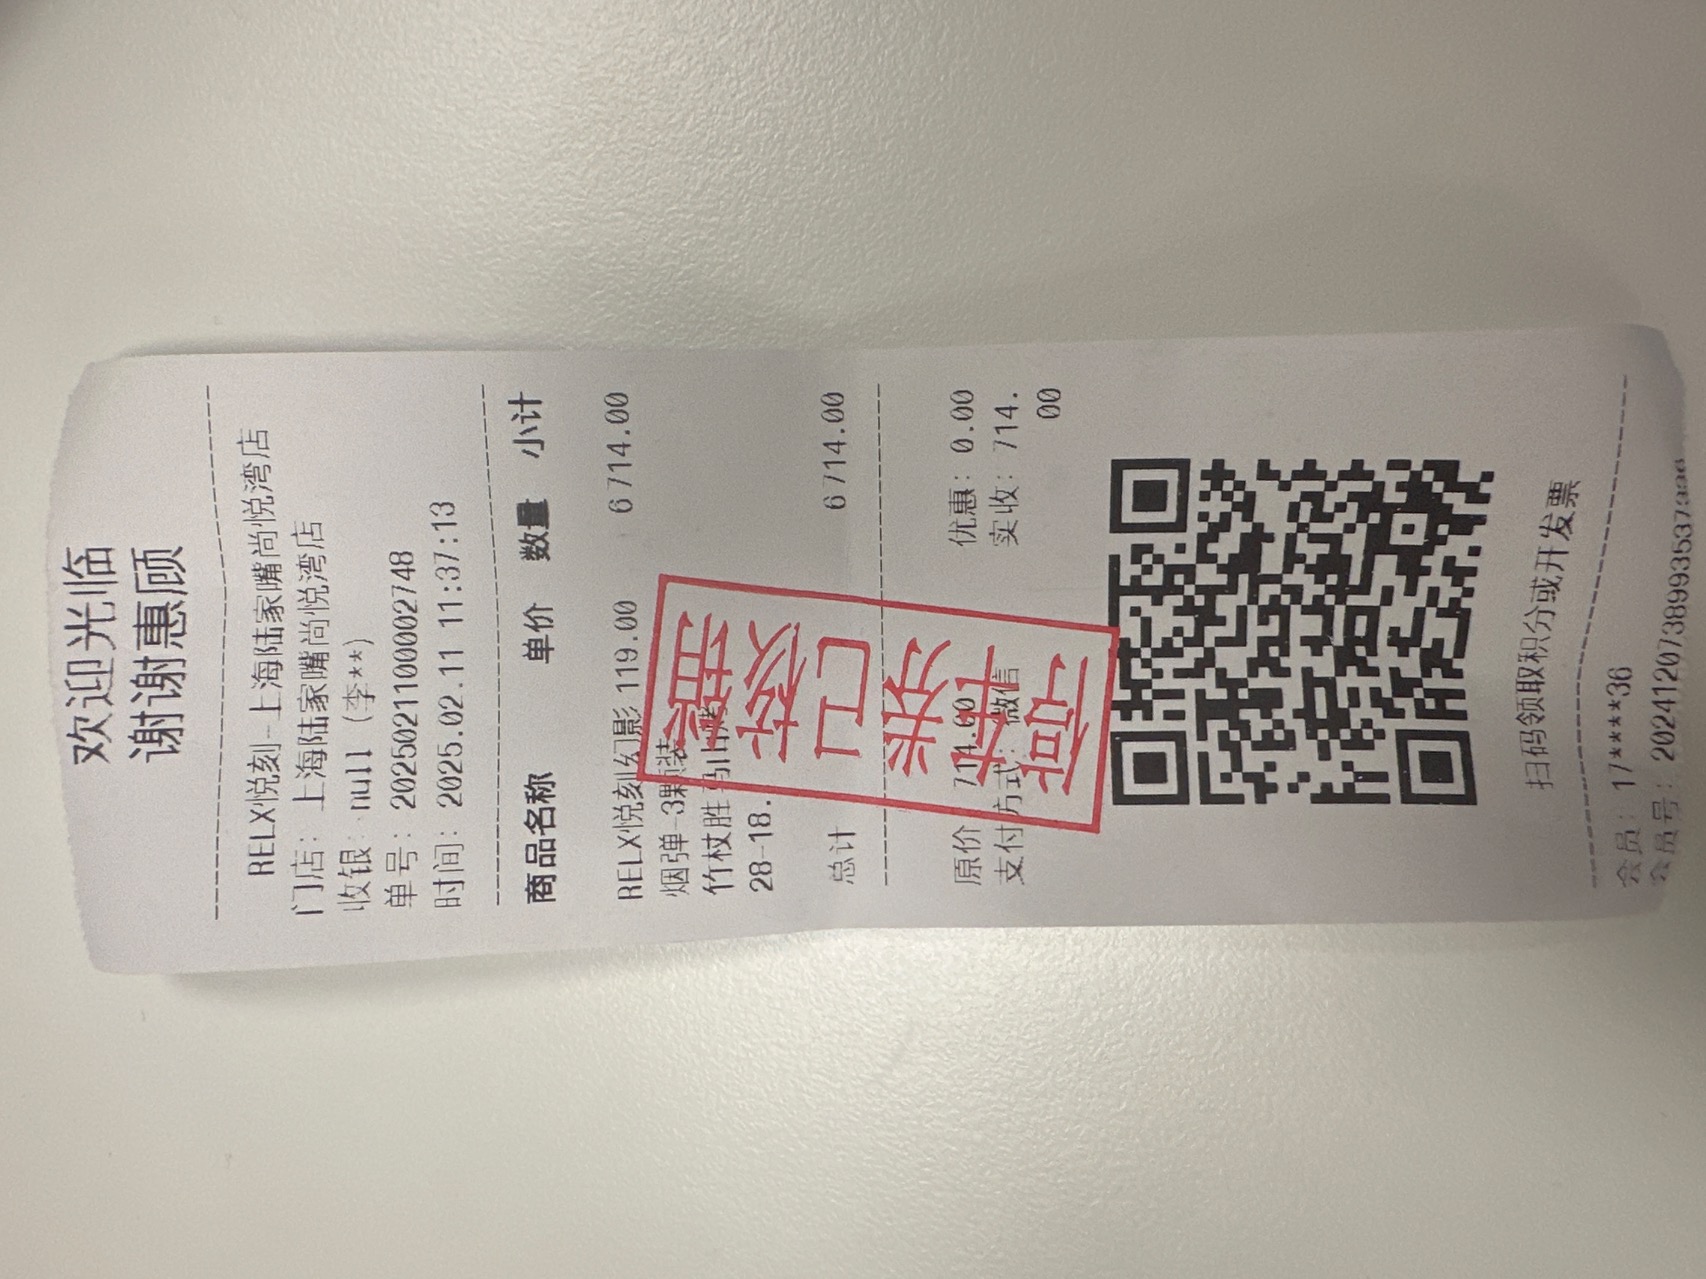 欢迎光临
谢谢惠顾
RELX悦刻-上海陆家嘴尚悦湾店
门店：上海陆家嘴尚悦湾店
收银：null (李**)
单号：20250211000002748
时间：2025.02.11 11:37:13
商品名称 单价 数量 小计
RELX悦刻幻影 119.00 6 714.00
烟弹-3颗装
竹杖胜马
28-18.
总计 6 714.00
原价 714.00 优惠：0.00
支付方式：微信 实收：714.
00
已核
扫码领取积分或开发票
会员：17*****36
会员号：20241207389935373